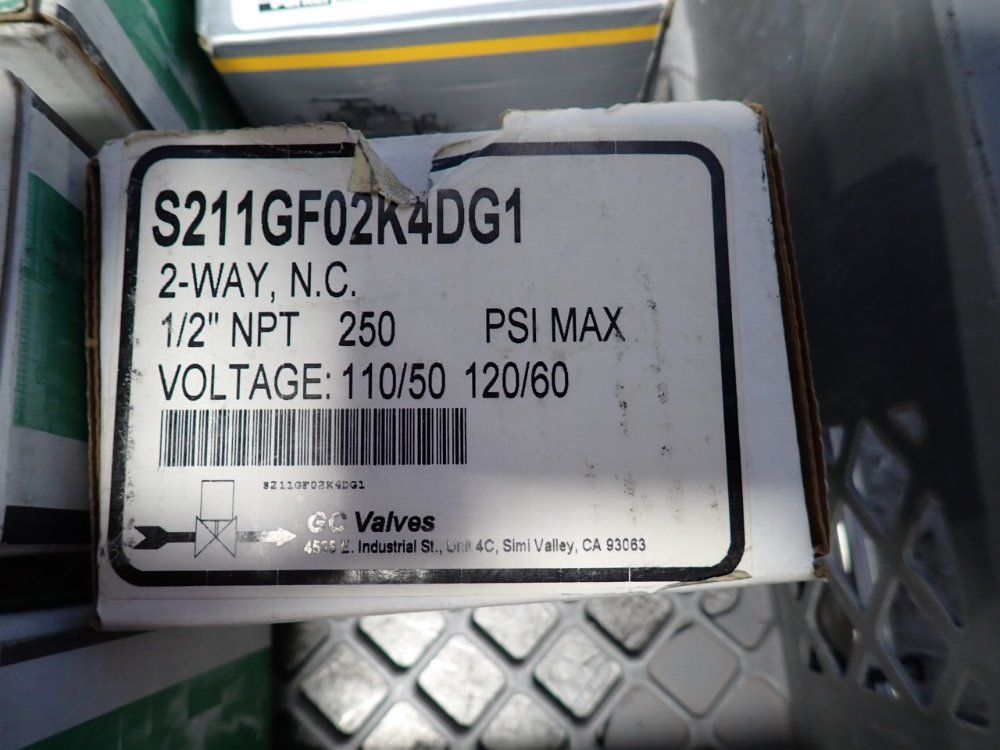 S211GF02K4DG1
2-WAY, N.C.
1/2" NPT 250 PSI MAX
VOLTAGE: 110/50 120/60
S211GF02K4DG1
GC Valves
E. Industrial St., Unit 4C, Simi Valley, CA 93063